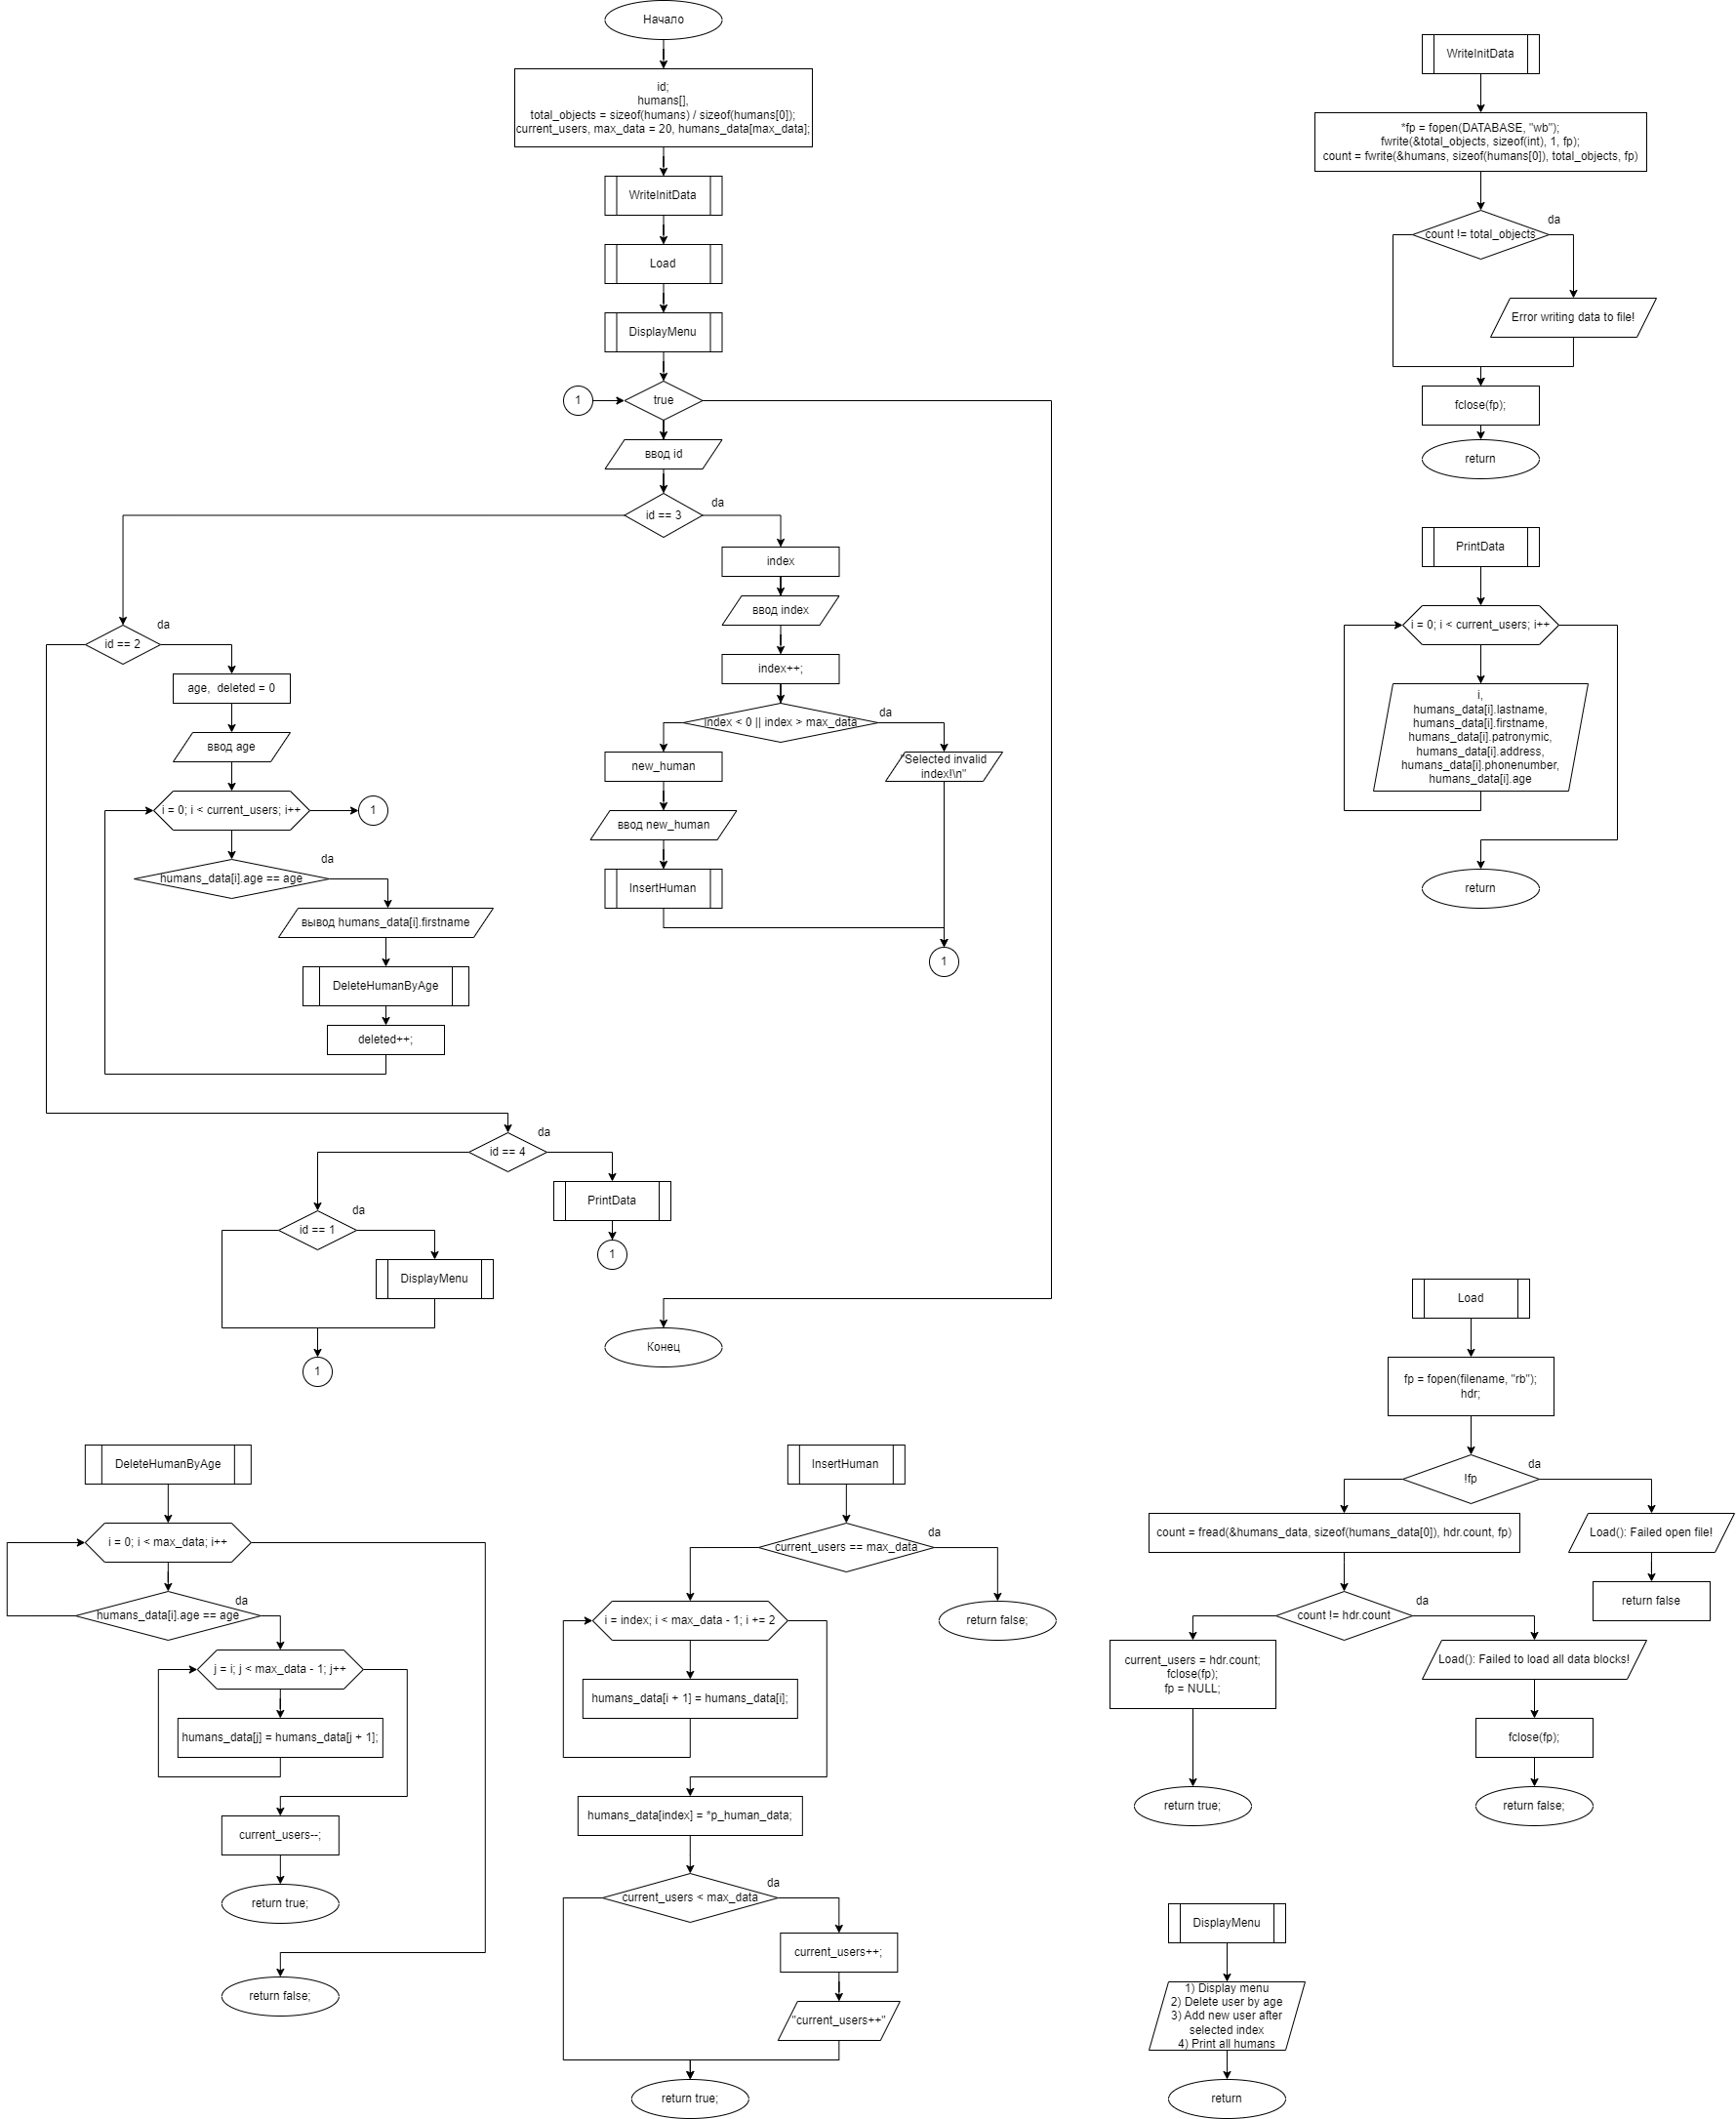 Начало
id;
humans[],
total_objects = sizeof(humans) / sizeof(humans[0]);
current_users, max_data = 20, humans_data[max_data];
WriteInitData
Load
DisplayMenu
1
true
ввод id
id == 3
da
index
ввод index
index++;
index < 0 || index > max_data
da
new_human
"Selected invalid
index!\n"
ввод new_human
InsertHuman
1
id == 2
da
age,  deleted = 0
ввод age
i = 0; i < current_users; i++
1
humans_data[i].age == age
da
вывод humans_data[i].firstname
DeleteHumanByAge
deleted++;
id == 4
da
PrintData
1
id == 1
da
DisplayMenu
1
Конец
WriteInitData
*fp = fopen(DATABASE, "wb");
fwrite(&total_objects, sizeof(int), 1, fp);
count = fwrite(&humans, sizeof(humans[0]), total_objects, fp)
count != total_objects
da
Error writing data to file!
fclose(fp);
return
PrintData
i = 0; i < current_users; i++
i,
humans_data[i].lastname,
humans_data[i].firstname,
humans_data[i].patronymic,
humans_data[i].address,
humans_data[i].phonenumber,
humans_data[i].age
return
Load
fp = fopen(filename, "rb");
hdr;
!fp
da
count = fread(&humans_data, sizeof(humans_data[0]), hdr.count, fp)
Load(): Failed open file!
return false
count != hdr.count
da
current_users = hdr.count;
fclose(fp);
fp = NULL;
return true;
Load(): Failed to load all data blocks!
fclose(fp);
return false;
DeleteHumanByAge
i = 0; i < max_data; i++
humans_data[i].age == age
da
j = i; j < max_data - 1; j++
humans_data[j] = humans_data[j + 1];
current_users--;
return true;
return false;
InsertHuman
current_users == max_data
da
return false;
i = index; i < max_data - 1; i += 2
humans_data[i + 1] = humans_data[i];
humans_data[index] = *p_human_data;
current_users < max_data
da
current_users++;
"current_users++"
return true;
DisplayMenu
1) Display menu
2) Delete user by age
3) Add new user after
selected index
4) Print all humans
return